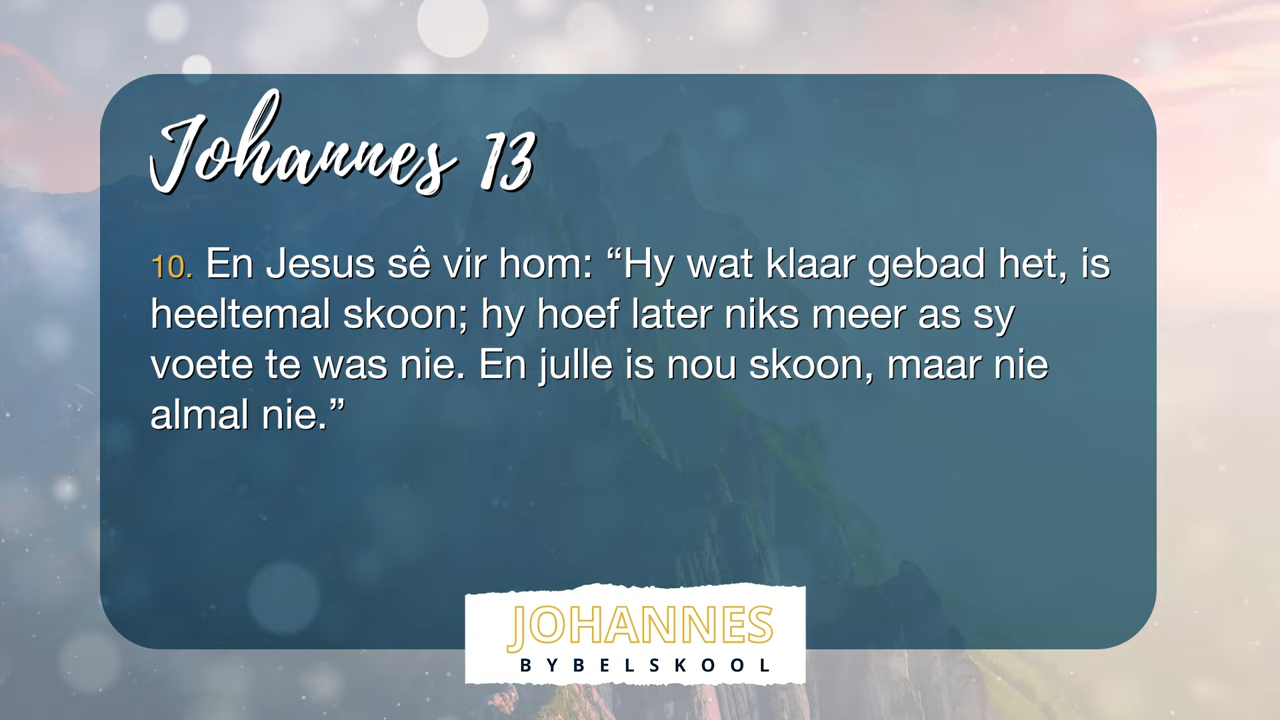 Johannes 13
10. En Jesus sê vir hom: “Hy wat klaar gebad het, is
heeltemal skoon; hy hoef later niks meer as sy
voete te was nie. En julle is nou skoon, maar nie
almal nie.”
JOHANNES
BYBELSKOOL